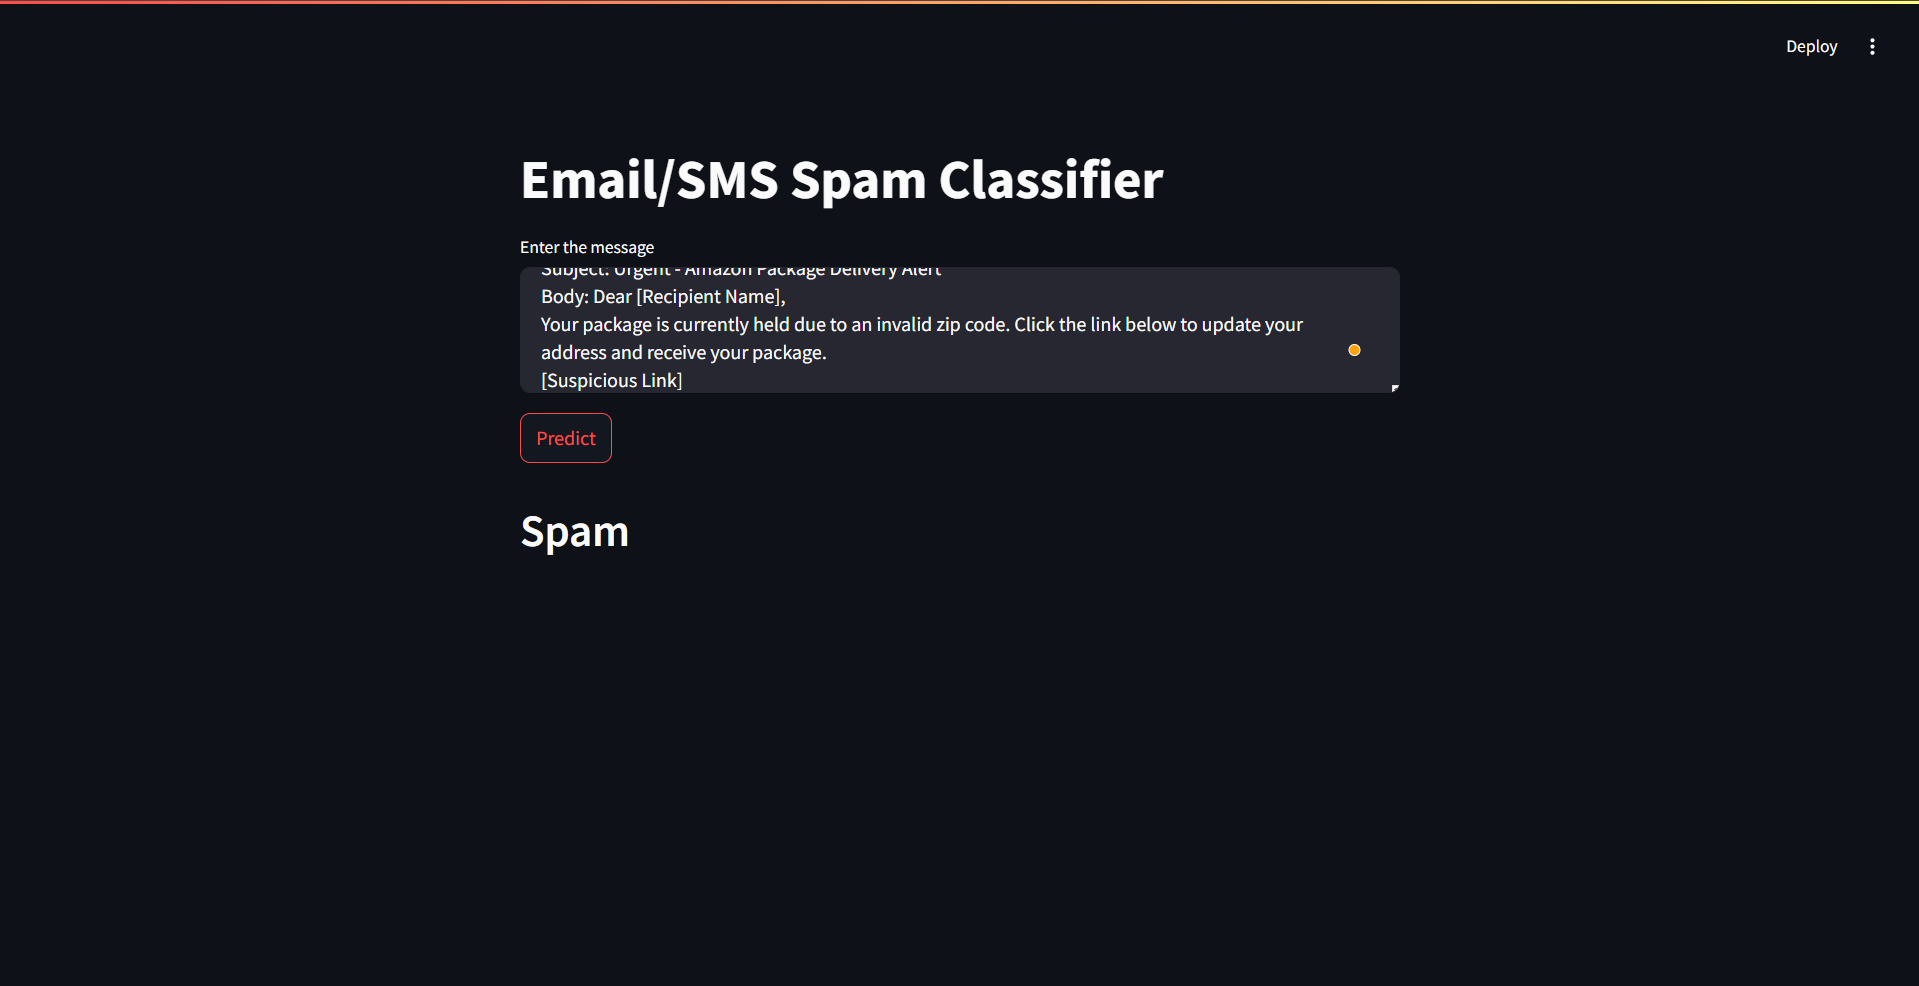 Deploy
Email/SMS Spam Classifier
Enter the message
Subject: Urgent - Amazon Package Delivery Alert
Body: Dear [Recipient Name],
Your package is currently held due to an invalid zip code. Click the link below to update your
address and receive your package.
[Suspicious Link]
Predict
Spam